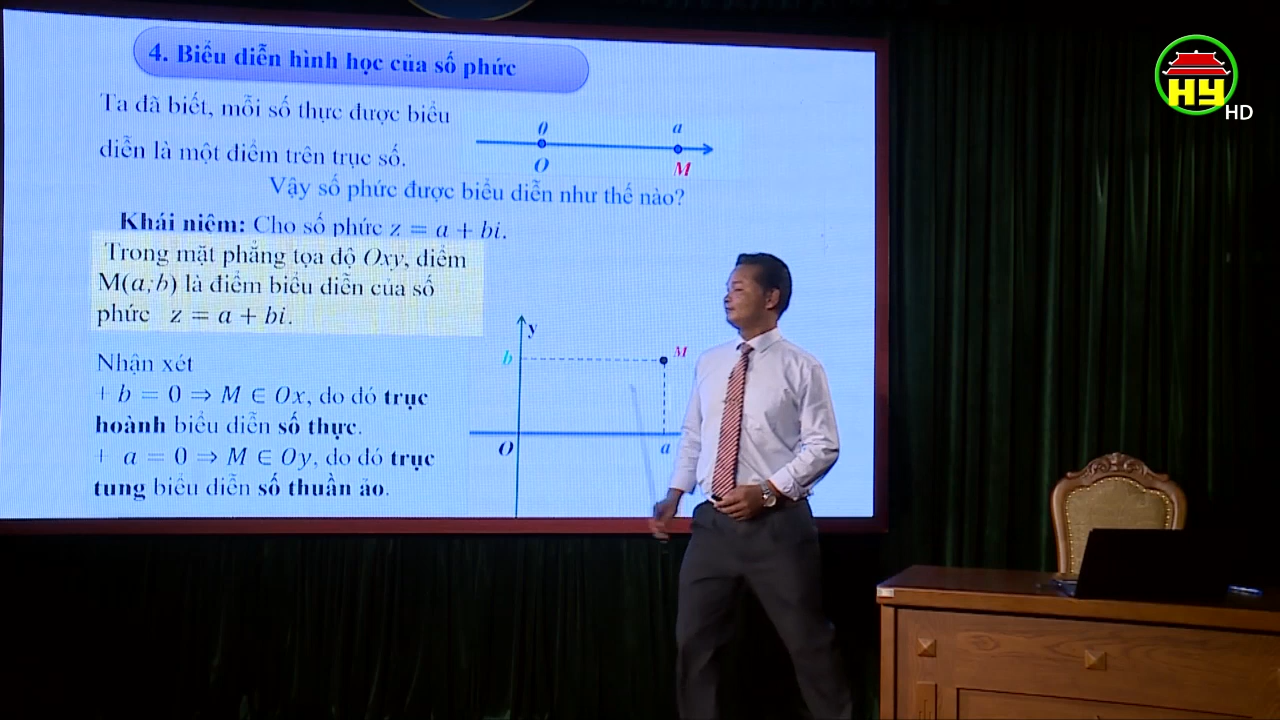 4. Biểu diễn hình học của số phức
Ta đã biết, mỗi số thực được biểu
diễn là một điểm trên trục số.
0 a
O M
Vậy số phức được biểu diễn như thế nào?
Khái niệm: Cho số phức z = a + bi.
Trong mặt phẳng tọa độ Oxy, điểm
M(a;b) là điểm biểu diễn của số
phức z = a + bi.
y
b M
O a
Nhận xét
+ b = 0 ⇒ M ∈ Ox, do đó trục
hoành biểu diễn số thực.
+ a = 0 ⇒ M ∈ Oy, do đó trục
tung biểu diễn số thuần ảo.
HY
HD